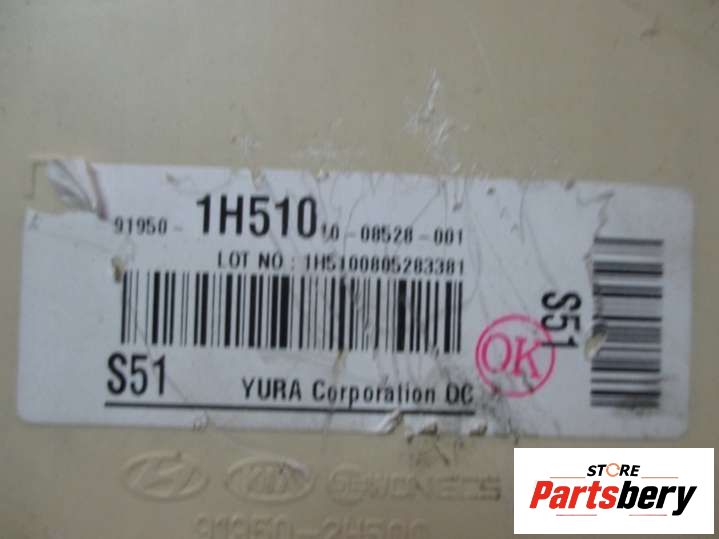 91950 - 1H510 10-08528-001
LOT NO : 1H5100805283381
S51 YURA Corporation DC
S51
OK
STORE
Partsbery